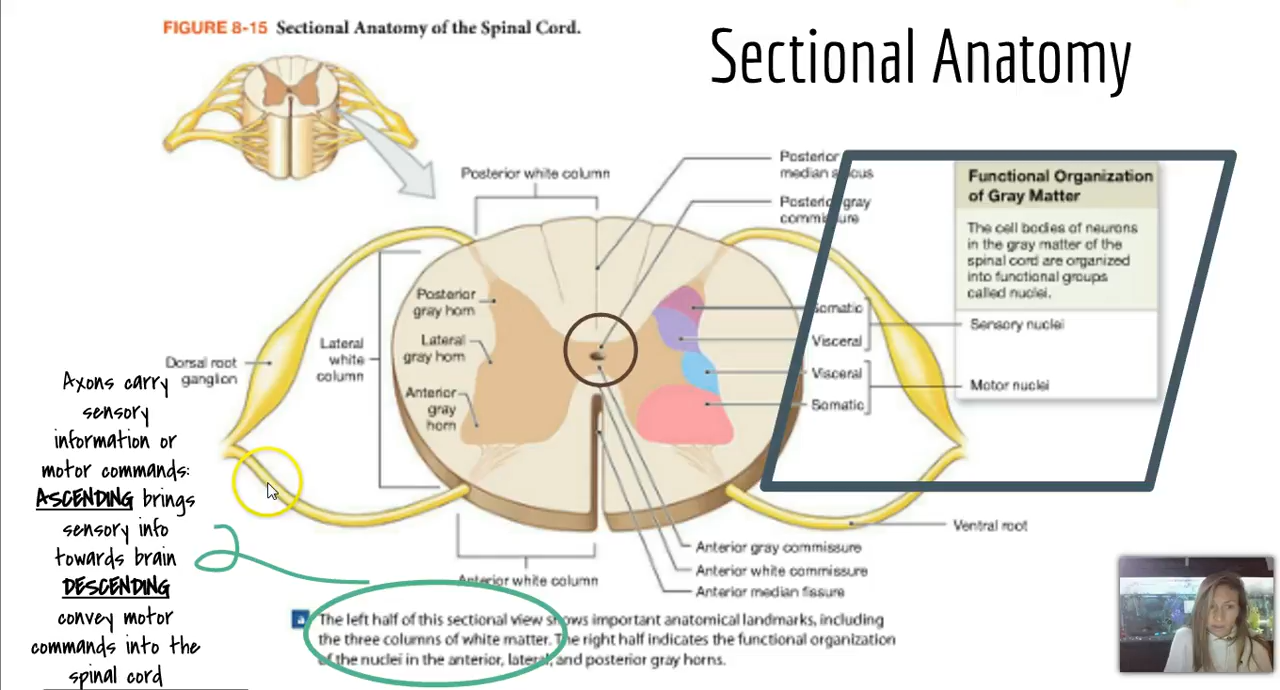 FIGURE 8-15 Sectional Anatomy of the Spinal Cord.
Sectional Anatomy
Posterior white column
Posterior
median sulcus
Posterior gray
commissure
Functional Organization
of Gray Matter
The cell bodies of neurons
in the gray matter of the
spinal cord are organized
into functional groups
called nuclei.
Posterior
gray horn
Lateral
gray horn
Anterior
gray
horn
Lateral
white
column
Dorsal root
ganglion
Somatic
Visceral
Visceral
Somatic
Sensory nuclei
Motor nuclei
Axons carry
sensory
information or
motor commands:
ASCENDING brings
sensory info
towards brain
DESCENDING
convey motor
commands into the
spinal cord
Ventral root
Anterior gray commissure
Anterior white commissure
Anterior median fissure
Anterior white column
a The left half of this sectional view shows important anatomical landmarks, including
the three columns of white matter. The right half indicates the functional organization
of the nuclei in the anterior, lateral, and posterior gray horns.